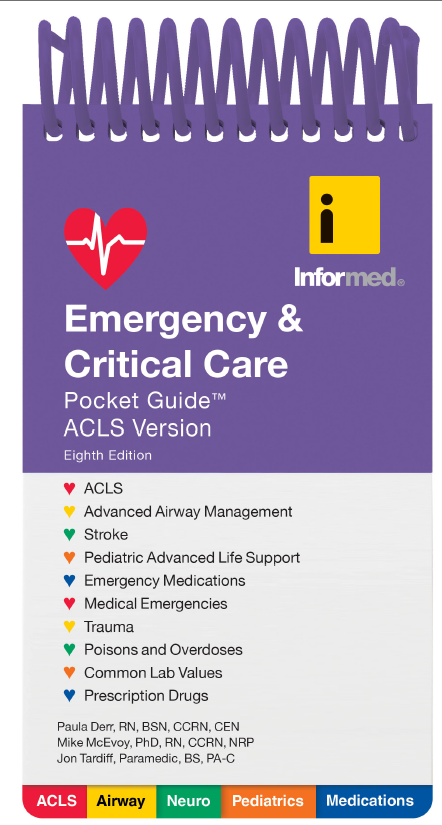 i
Informed®
Emergency &
Critical Care
Pocket Guide™
ACLS Version
Eighth Edition
ACLS
Advanced Airway Management
Stroke
Pediatric Advanced Life Support
Emergency Medications
Medical Emergencies
Trauma
Poisons and Overdoses
Common Lab Values
Prescription Drugs
Paula Derr, RN, BSN, CCRN, CEN
Mike McEvoy, PhD, RN, CCRN, NRP
Jon Tardiff, Paramedic, BS, PA-C
ACLS Airway Neuro Pediatrics Medications